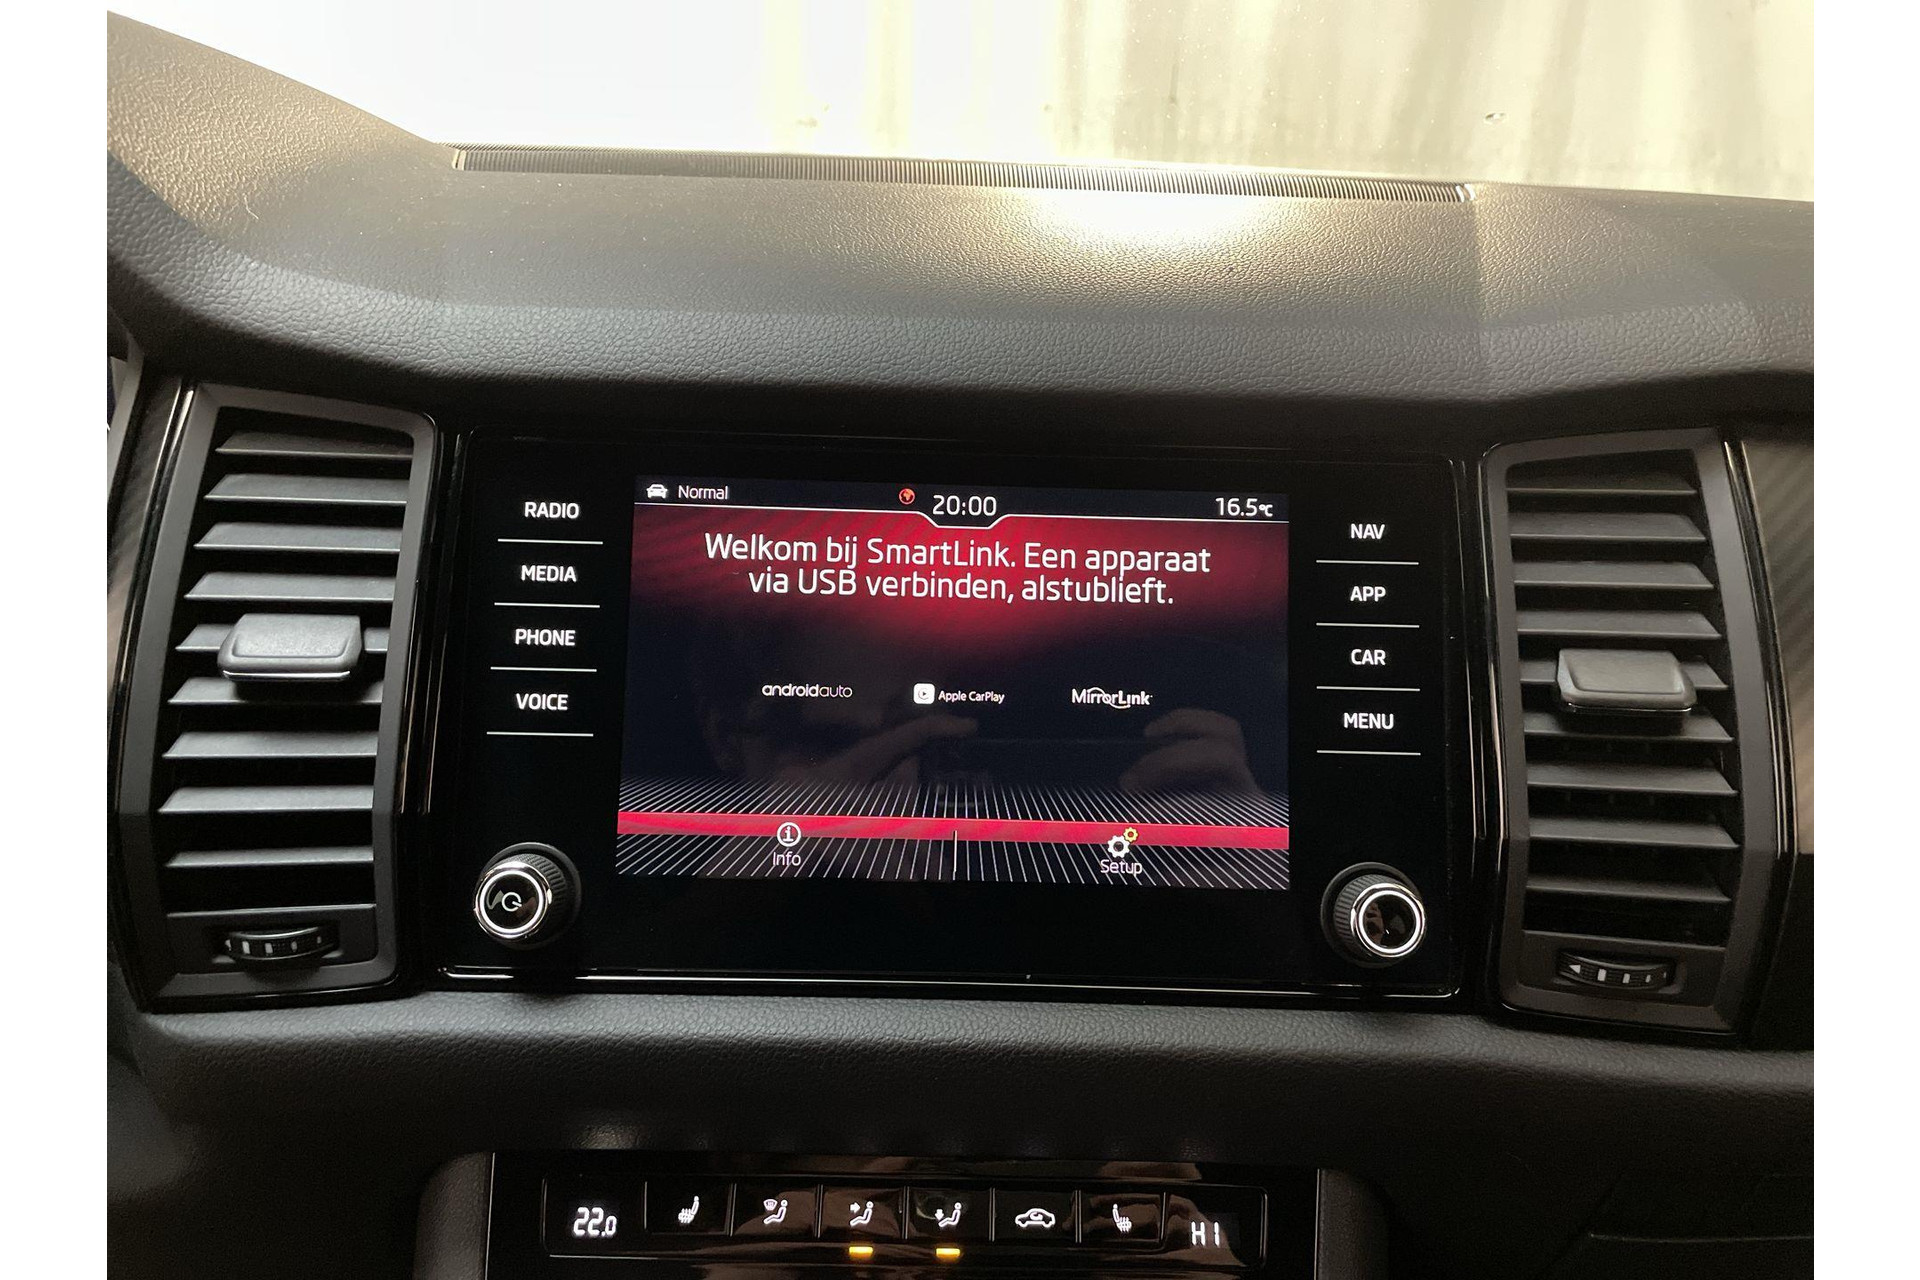 Normal
20:00
16.5°C
Welkom bij SmartLink. Een apparaat
via USB verbinden, alstublieft.
androidauto
Apple CarPlay
MirrorLink
Info
Setup
RADIO
MEDIA
PHONE
VOICE
NAV
APP
CAR
MENU
22.0
HI